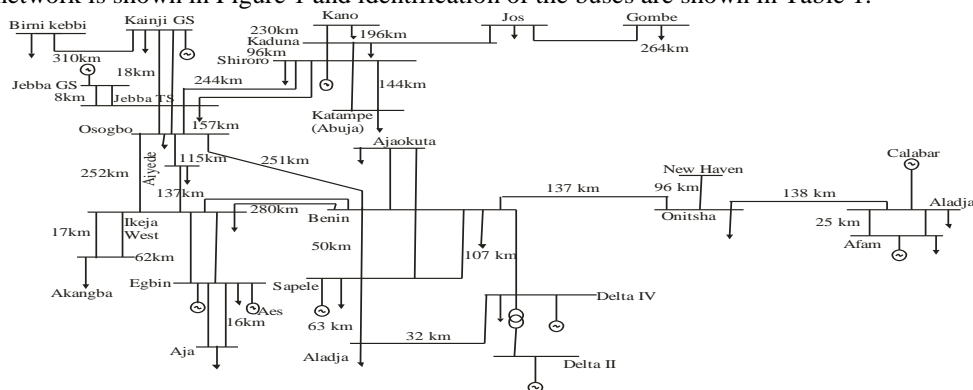 network is shown in Figure 1 and identification of the buses are shown in Table 1.
Birni kebbi
Kainji GS
Kano
Jos
Gombe
230km
196km
Kaduna
310km
96km
264km
Shiroro
18km
244km
144km
Jebba GS
8km
Jebba TS
Katampe
(Abuja)
Osogbo
157km
Ajaokuta
115km
251km
New Haven
Calabar
252km
Aiyede
137km
137 km
96 km
138 km
Aladja
280km
Benin
Onitsha
17km
Ikeja
West
50km
25 km
Afam
107 km
62km
Akangba
Egbin
Sapele
Delta IV
Aes
16km
63 km
32 km
Aja
Aladja
Delta II